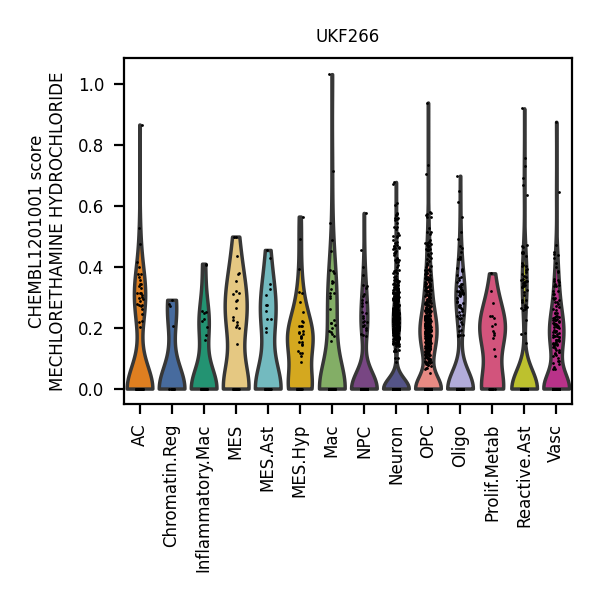 UKF266
CHEMBL1201001 score
MECHLORETHAMINE HYDROCHLORIDE
1.0
0.8
0.6
0.4
0.2
0.0
AC
Chromatin.Reg
Inflammatory.Mac
MES
MES.Ast
MES.Hyp
Mac
NPC
Neuron
OPC
Oligo
Prolif.Metab
Reactive.Ast
Vasc